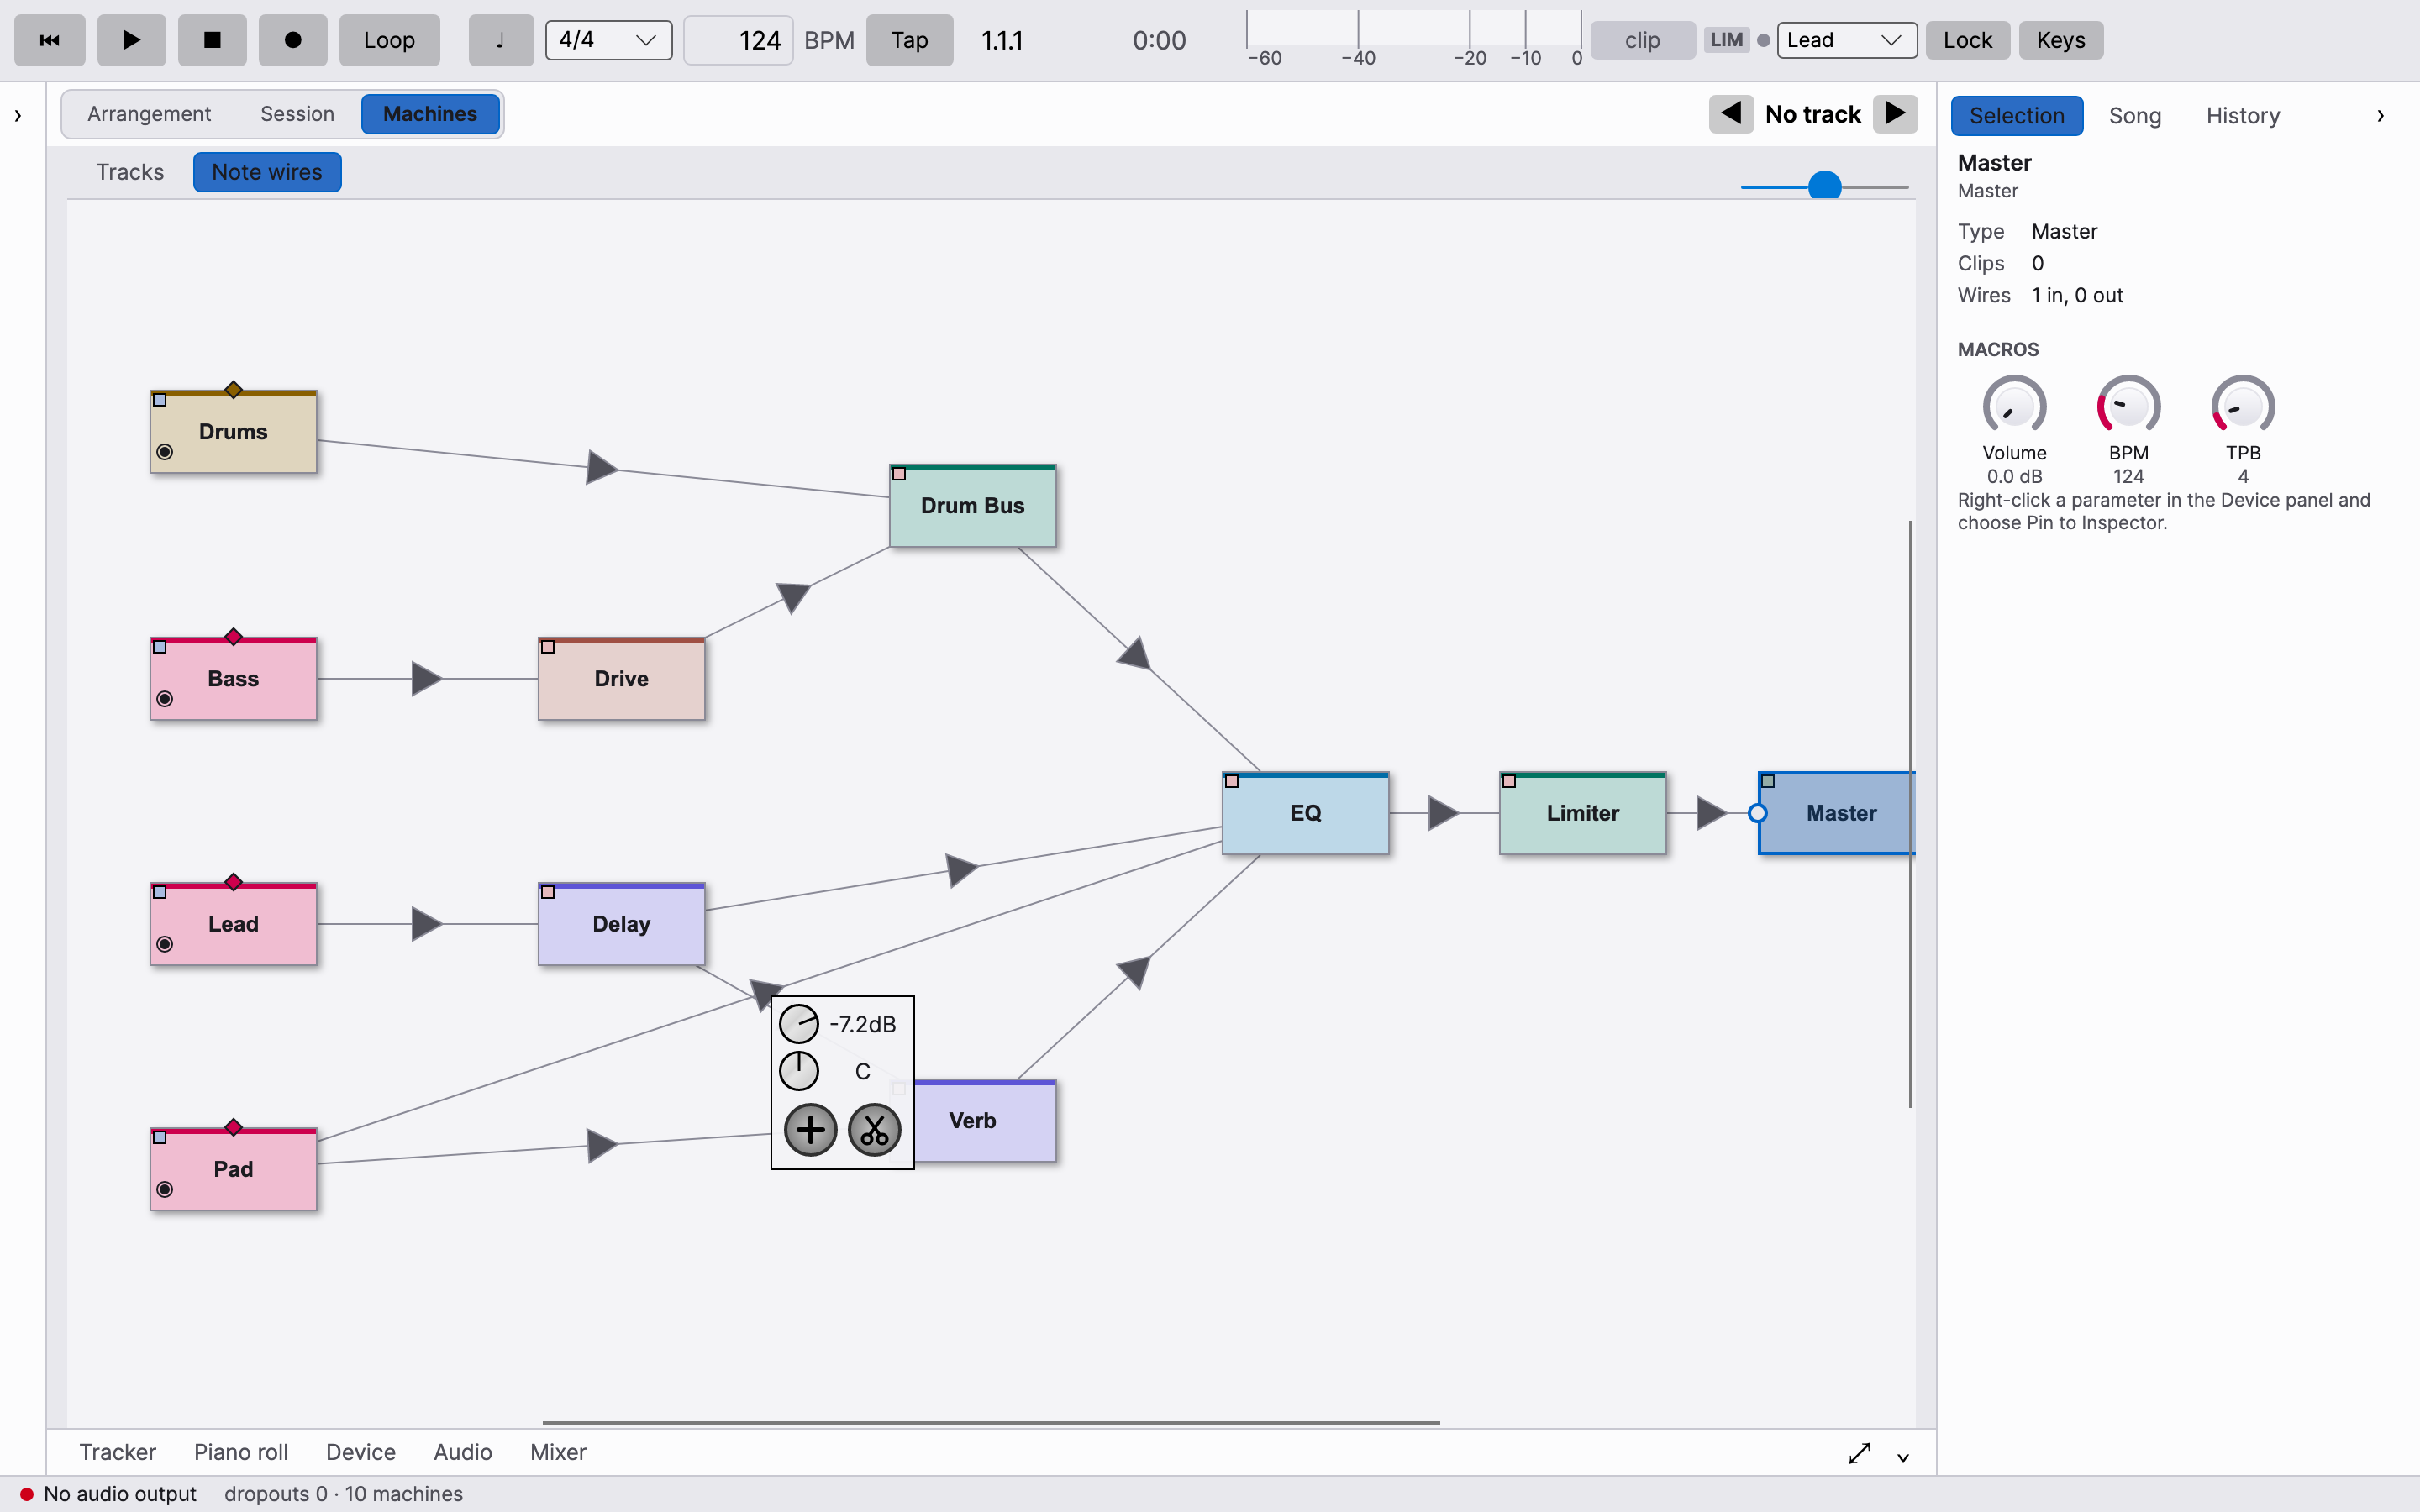 Loop
4/4
124
BPM
Tap
1.1.1
0:00
−60
−40
−20
−10
0
clip
LIM
Lead
Lock
Keys
Arrangement
Session
Machines
No track
Selection
Song
History
Tracks
Note wires
Master
Master
Type Master
Clips 0
Wires 1 in, 0 out
MACROS
Volume
BPM
TPB
0.0 dB
124
4
Right-click a parameter in the Device panel and
choose Pin to Inspector.
Drums
Drum Bus
Bass
Drive
EQ
Limiter
Master
Lead
Delay
-7.2dB
C
Verb
Pad
Tracker
Piano roll
Device
Audio
Mixer
No audio output
dropouts 0 · 10 machines